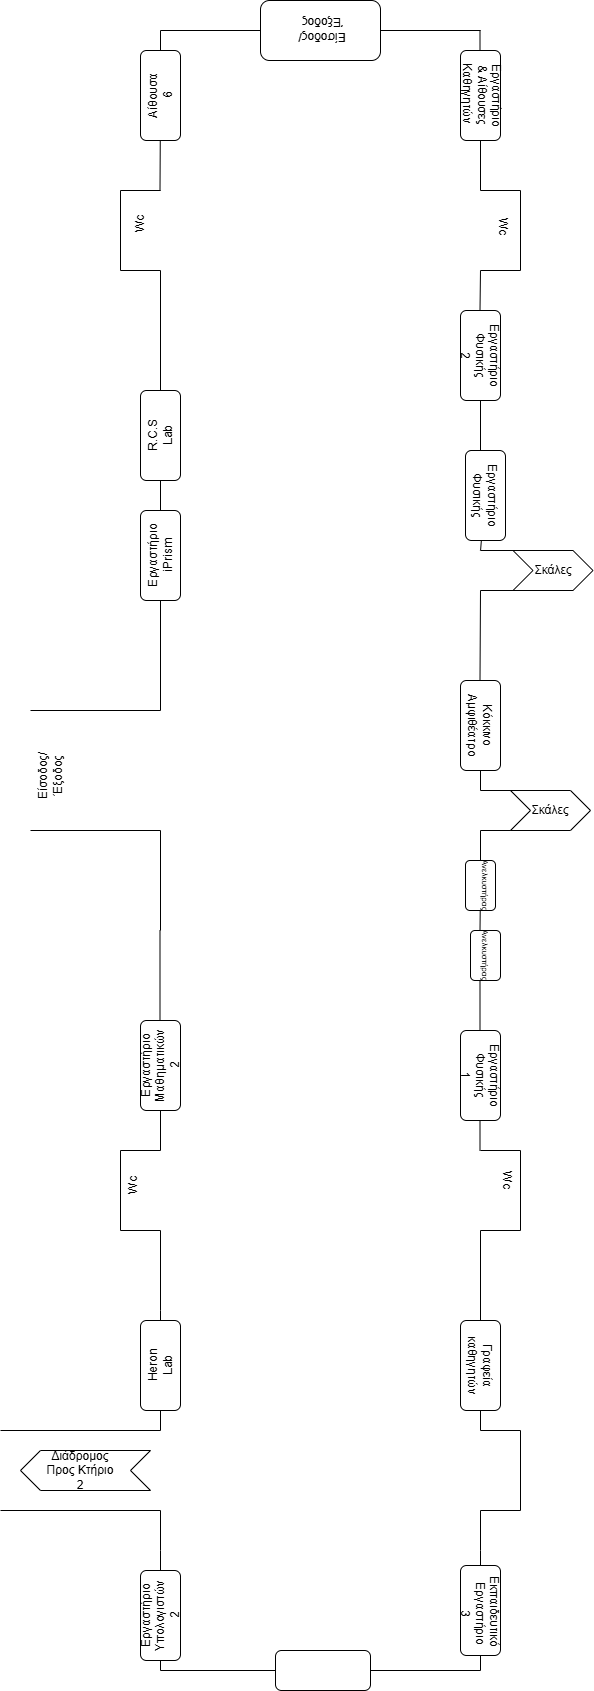 Είσοδος/
Έξοδος
Αίθουσα
6
Εργαστήριο
& Αίθουσες
Καθηγητών
Wc
Wc
Εργαστήριο
Φυσικής
2
R.C.S
Lab
Εργαστήριο
Φυσικής
Εργαστήριο
iPrism
Σκάλες
Κόκκινο
Αμφιθέατρο
Είσοδος/
Έξοδος
Σκάλες
Ανελκυστήρας
Ανελκυστήρας
Εργαστήριο
Μαθηματικών
2
Εργαστήριο
Φυσικής
1
Wc
Wc
Heron
Lab
Γραφεία
καθηγητών
Διάδρομος
Προς Κτήριο
2
Εργαστήριο
Υπολογιστών
2
Εκπαιδευτικό
Εργαστήριο
3